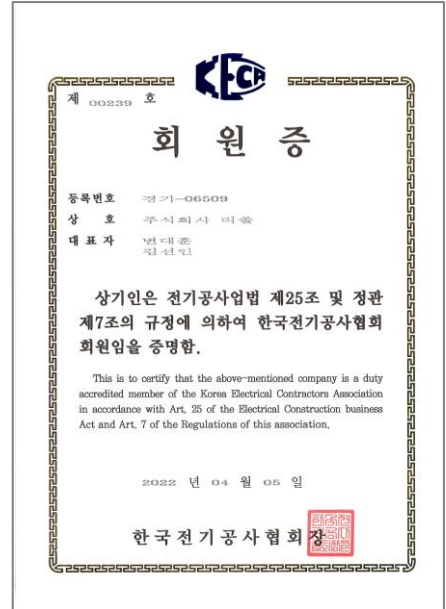 KECA
제 00239 호
회 원 증
등록번호 경기-06509
상 호 주식회사 리쏠
대 표 자 변대훈
김선인
상기인은 전기공사업법 제25조 및 정관
제7조의 규정에 의하여 한국전기공사협회
회원임을 증명함.
This is to certify that the above-mentioned company is a duty
accredited member of the Korea Electrical Contractors Association
in accordance with Art. 25 of the Electrical Construction business
Act and Art. 7 of the Regulations of this association.
2022 년 04 월 05 일
한국전기공사협회장